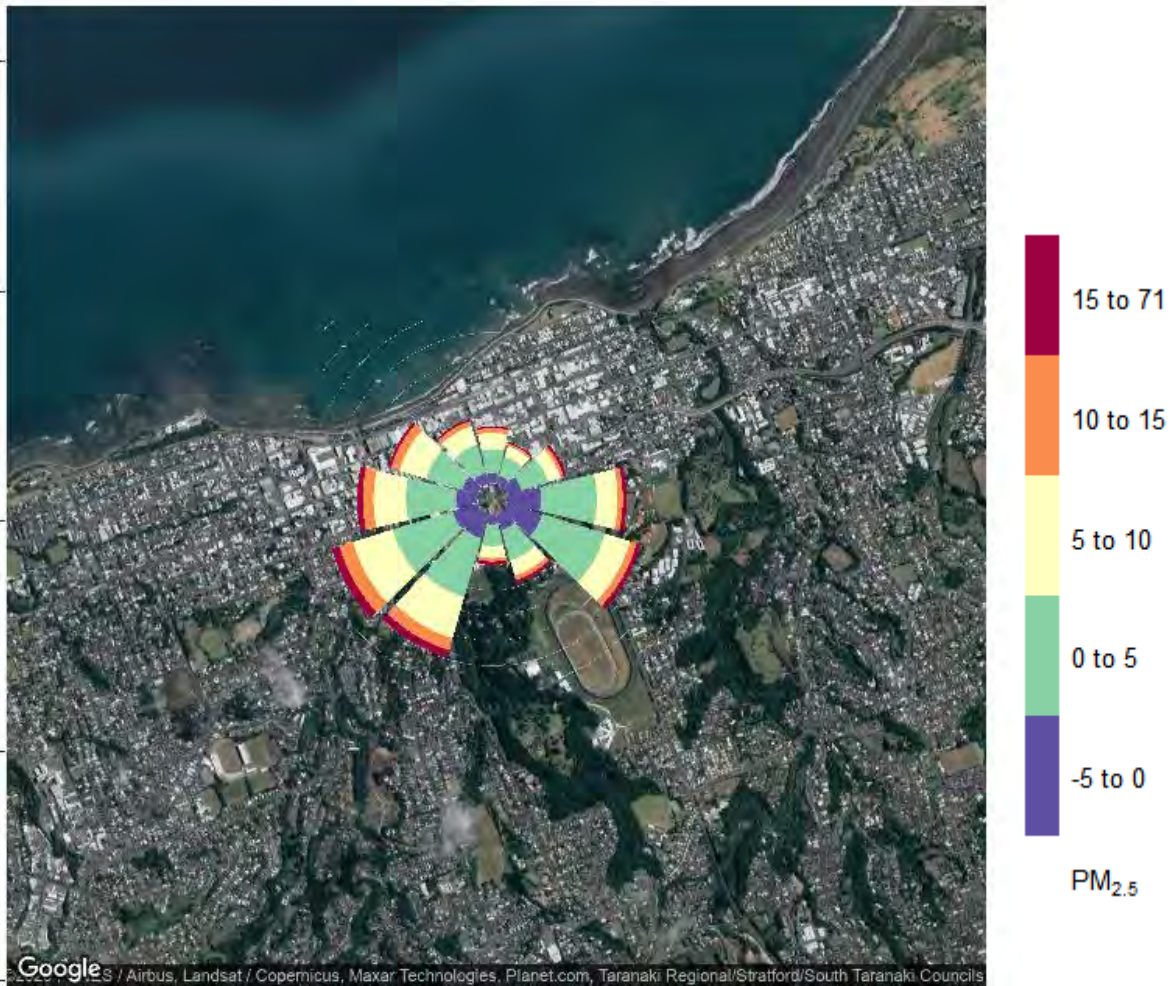 15 to 71
10 to 15
5 to 10
0 to 5
-5 to 0
PM₂.₅
Google
/ Airbus, Landsat / Copernicus, Maxar Technologies, Planet.com, Taranaki Regional/Stratford/South Taranaki Councils